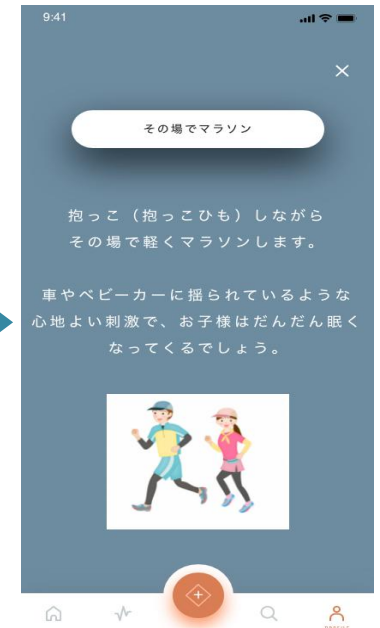 9:41
その場でマラソン
抱っこ（抱っこひも）しながら
その場で軽くマラソンします。
車やベビーカーに揺られているような
心地よい刺激で、お子様はだんだん眠く
なってくるでしょう。